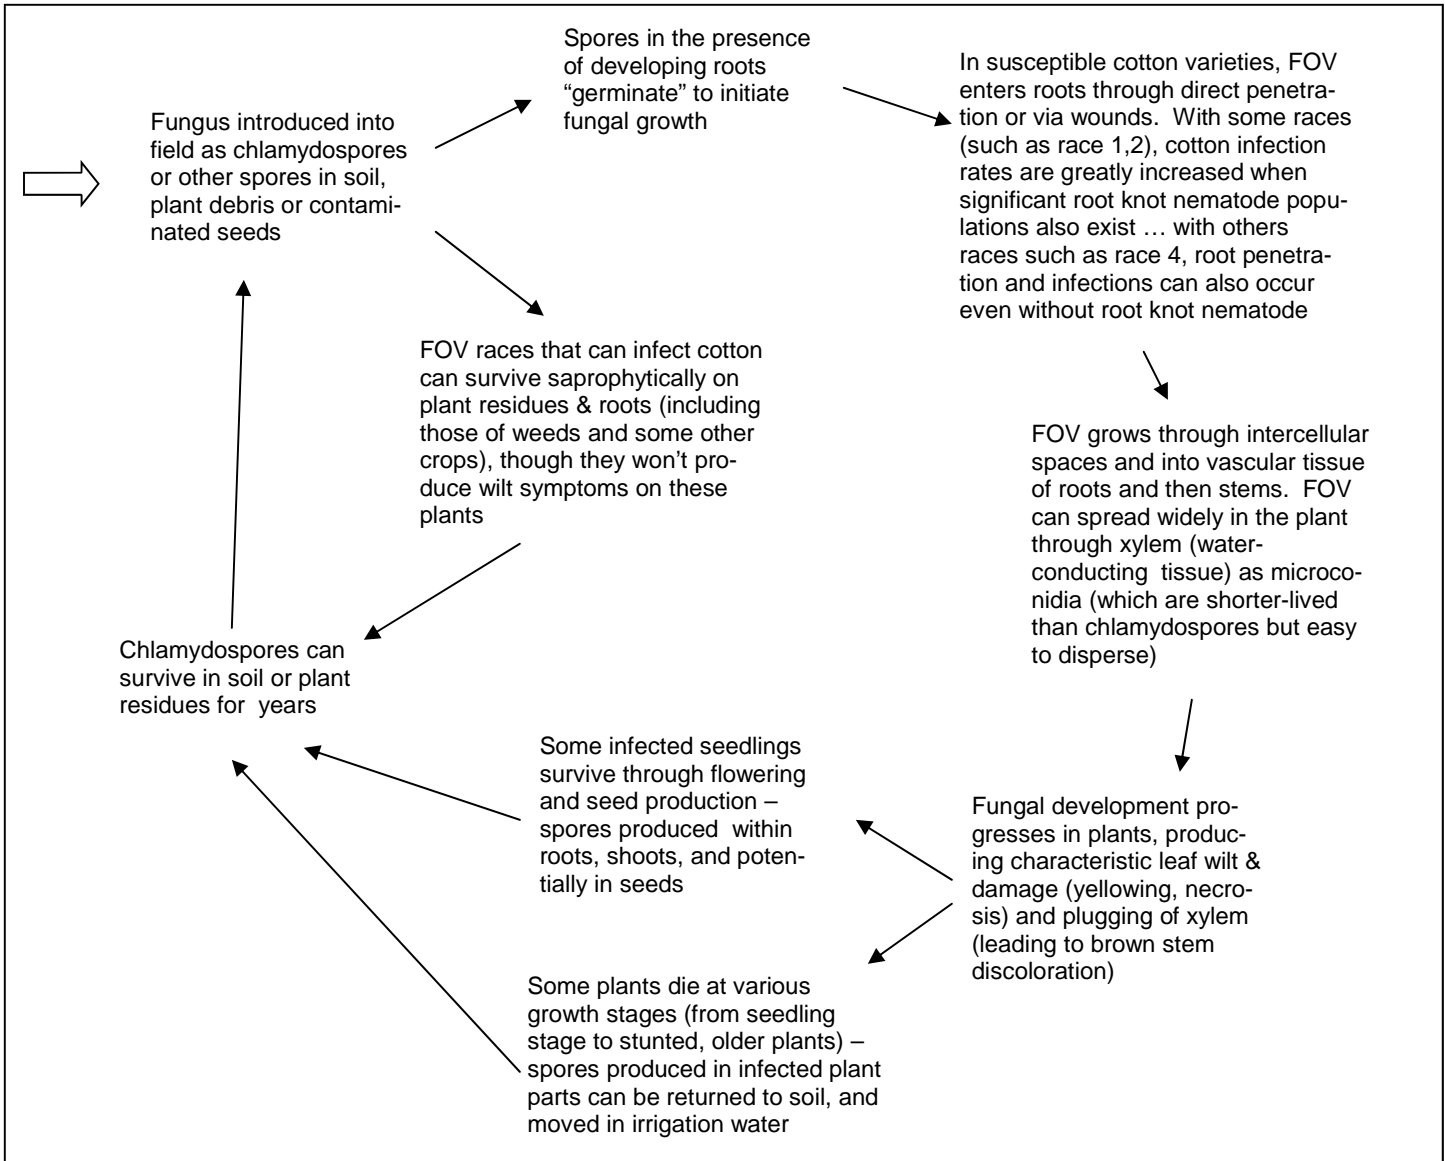 Spores in the presence
of developing roots
“germinate” to initiate
fungal growth
In susceptible cotton varieties, FOV
enters roots through direct penetra-
tion or via wounds.  With some races
(such as race 1,2), cotton infection
rates are greatly increased when
significant root knot nematode popu-
lations also exist … with others
races such as race 4, root penetra-
tion and infections can also occur
even without root knot nematode
Fungus introduced into
field as chlamydospores
or other spores in soil,
plant debris or contami-
nated seeds
FOV races that can infect cotton
can survive saprophytically on
plant residues & roots (including
those of weeds and some other
crops), though they won’t pro-
duce wilt symptoms on these
plants
FOV grows through intercellular
spaces and into vascular tissue
of roots and then stems.  FOV
can spread widely in the plant
through xylem (water-
conducting  tissue) as microco-
nidia (which are shorter-lived
than chlamydospores but easy
to disperse)
Chlamydospores can
survive in soil or plant
residues for  years
Some infected seedlings
survive through flowering
and seed production –
spores produced  within
roots, shoots, and poten-
tially in seeds
Fungal development pro-
gresses in plants, produc-
ing characteristic leaf wilt &
damage (yellowing, necro-
sis) and plugging of xylem
(leading to brown stem
discoloration)
Some plants die at various
growth stages (from seedling
stage to stunted, older plants) –
spores produced in infected plant
parts can be returned to soil, and
moved in irrigation water